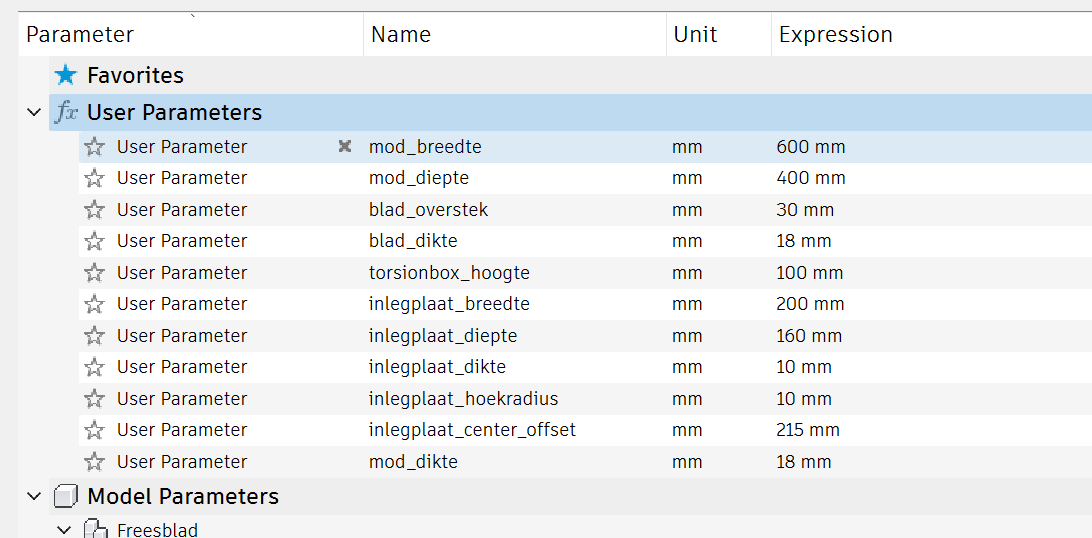 Parameter Name Unit Expression
Favorites
fx User Parameters
User Parameter mod_breedte mm 600 mm
User Parameter mod_diepte mm 400 mm
User Parameter blad_overstek mm 30 mm
User Parameter blad_dikte mm 18 mm
User Parameter torsionbox_hoogte mm 100 mm
User Parameter inlegplaat_breedte mm 200 mm
User Parameter inlegplaat_diepte mm 160 mm
User Parameter inlegplaat_dikte mm 10 mm
User Parameter inlegplaat_hoekradius mm 10 mm
User Parameter inlegplaat_center_offset mm 215 mm
User Parameter mod_dikte mm 18 mm
Model Parameters
Freesblad